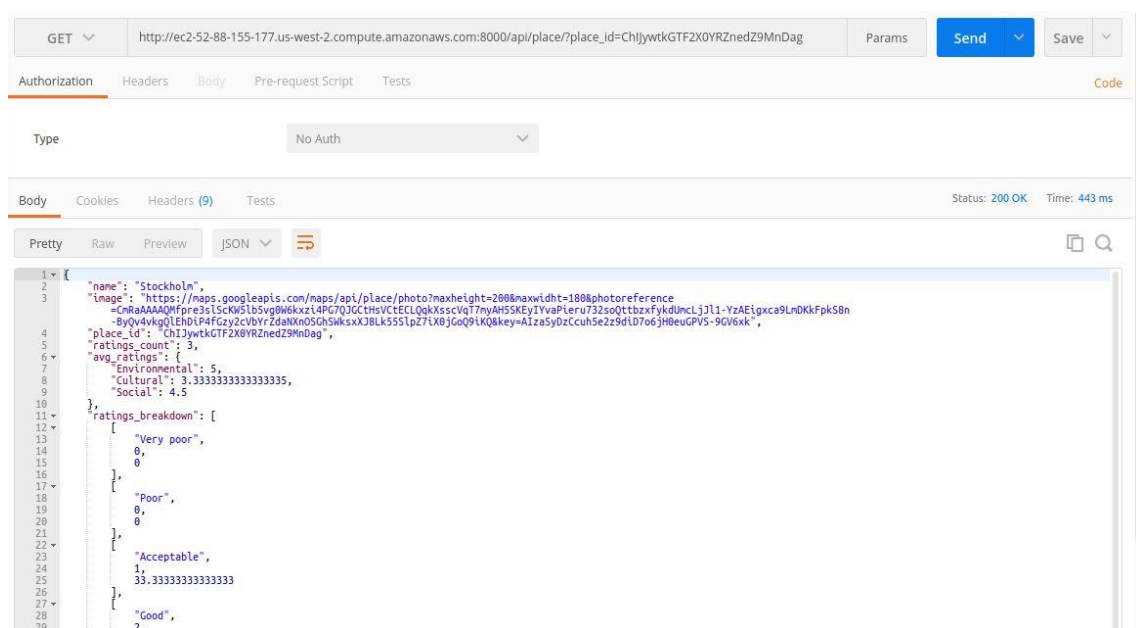 GET http://ec2-52-88-155-177.us-west-2.compute.amazonaws.com:8000/api/place/?place_id=ChIJywtkGTF2X0YRZnedZ9MnDag Params Send Save
Authorization Headers Body Pre-request Script Tests Code
Type No Auth
Body Cookies Headers (9) Tests Status: 200 OK Time: 443 ms
Pretty Raw Preview JSON
1 {
2 "name": "Stockholm",
3 "image": "https://maps.googleapis.com/maps/api/place/photo?maxheight=200&maxwidht=180&photoreference
4 "place_id": "ChIJywtkGTF2X0YRZnedZ9MnDag",
5 "ratings_count": 3,
6 "avg_ratings": {
7 "Environmental": 5,
8 "Cultural": 3.3333333333333335,
9 "Social": 4.5
10 },
11 "ratings_breakdown": [
12 [
13 "Very poor",
14 0,
15 0
16 ],
17 [
18 "Poor",
19 0,
20 0
21 ],
22 [
23 "Acceptable",
24 1,
25 33.33333333333333
26 ],
27 [
28 "Good",
29 2